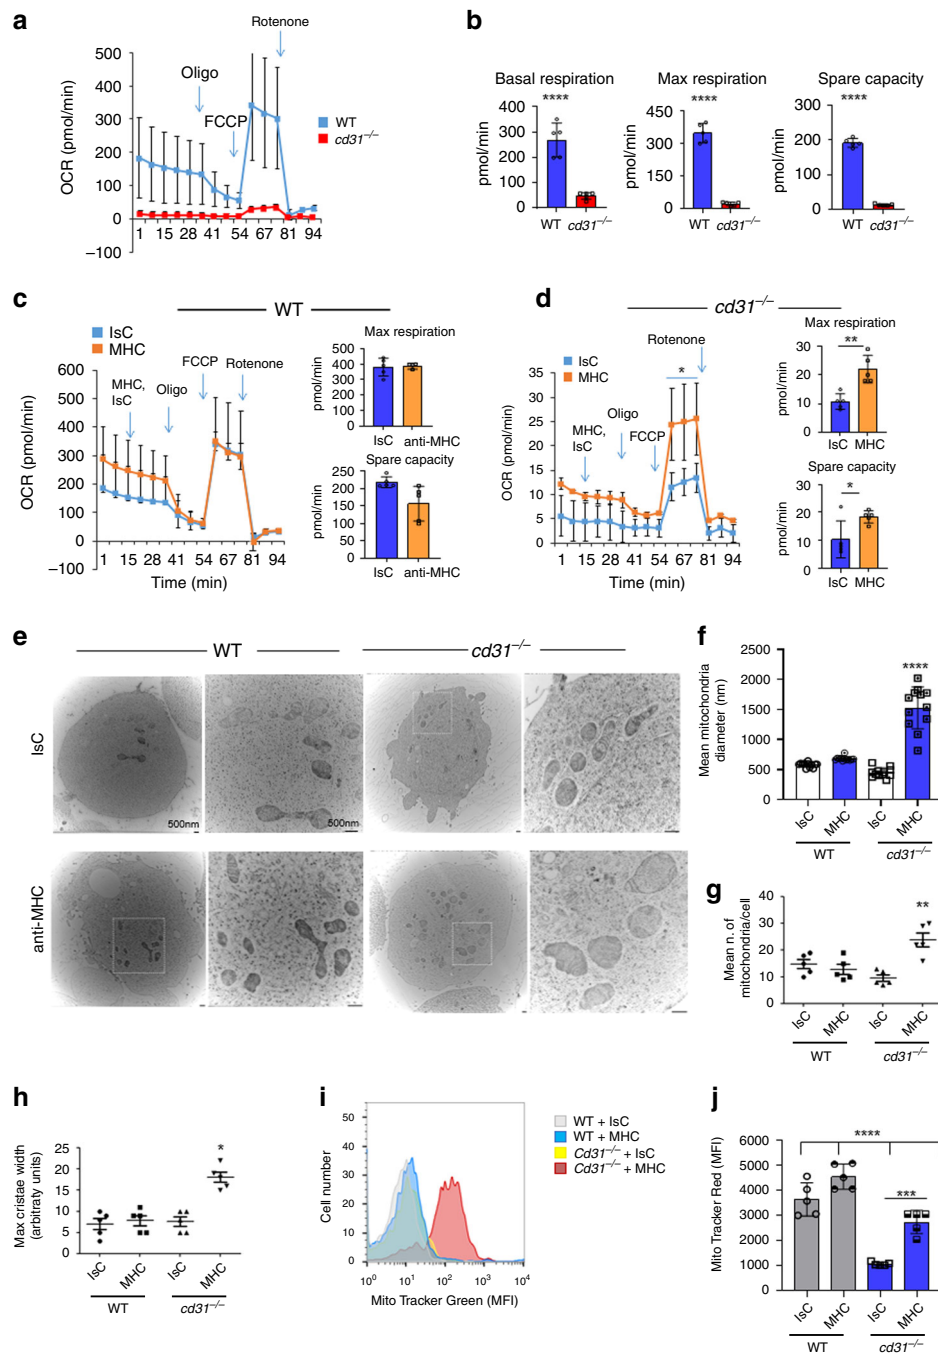 a
Rotenone
Oligo
FCCP
WT
cd31–/–
OCR (pmol/min)
500
400
300
200
100
0
–100
1 15 28 41 54 67 81 94
b
Basal respiration
****
pmol/min
400
300
200
100
0
WT cd31–/–
Max respiration
****
pmol/min
450
300
150
0
WT cd31–/–
Spare capacity
****
pmol/min
300
200
100
0
WT cd31–/–
c
WT
IsC
MHC
MHC,
IsC
Oligo
FCCP
Rotenone
OCR (pmol/min)
600
500
400
300
200
100
0
–100
1 15 28 41 54 67 81 94
Time (min)
Max respiration
pmol/min
500
400
300
200
100
0
IsC anti-MHC
Spare capacity
pmol/min
250
200
150
100
50
0
IsC anti-MHC
d
cd31–/–
IsC
MHC
MHC,
IsC
Oligo
FCCP
Rotenone
*
OCR (pmol/min)
35
30
25
20
15
10
5
0
1 15 28 41 54 67 81 94
Time (min)
Max respiration
**
pmol/min
30
20
10
0
IsC MHC
Spare capacity
*
pmol/min
30
20
10
0
IsC MHC
e
WT cd31–/–
IsC
500nm 500nm
anti-MHC
f
Mean mitochondria
diameter (nm)
2500
2000
1500
1000
500
0
****
IsC MHC IsC MHC
WT cd31–/–
g
Mean n. of
mitochondria/cell
40
30
20
10
0
**
IsC MHC IsC MHC
WT cd31–/–
h
Max cristae width
(arbitraty units)
25
20
15
10
5
0
*
IsC MHC IsC MHC
WT cd31–/–
i
Cell number
50
40
30
20
10
0
100 101 102 103 104
Mito Tracker Green (MFI)
WT + IsC
WT + MHC
Cd31–/– + IsC
Cd31–/– + MHC
j
Mito Tracker Red (MFI)
6000
5000
4000
3000
2000
1000
0
****
***
IsC MHC IsC MHC
WT cd31–/–